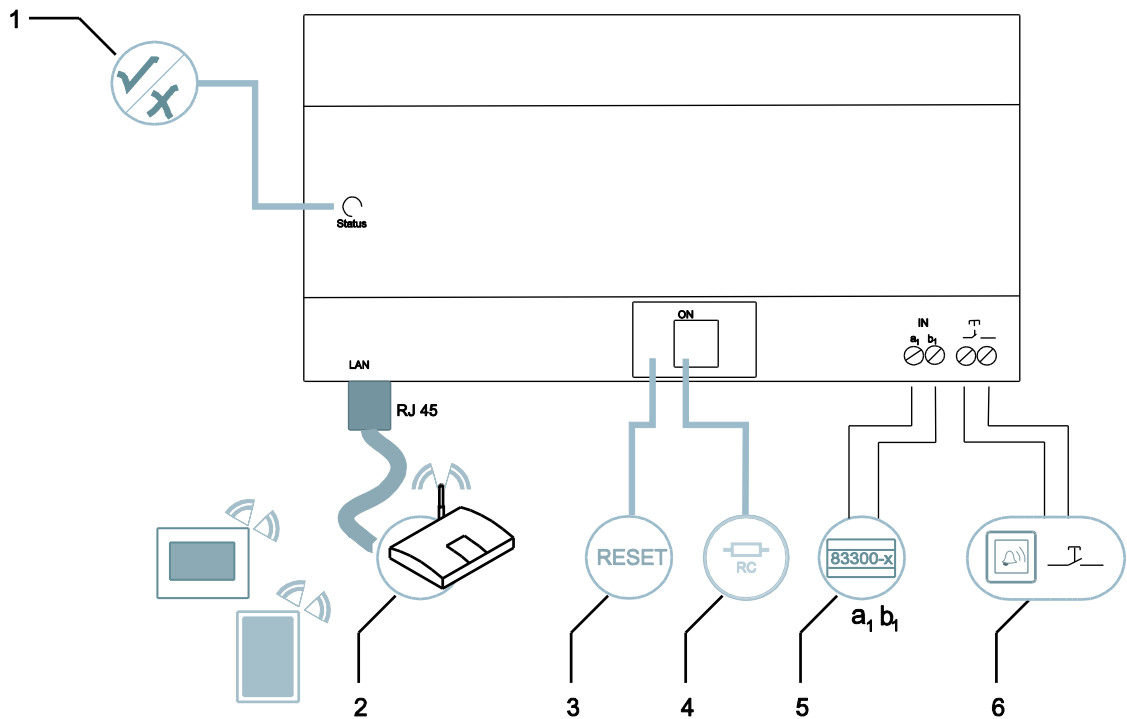 1
Status
ON
IN
a₁ b₁
LAN
RJ 45
RESET
RC
83300-x
a₁ b₁
2
3
4
5
6